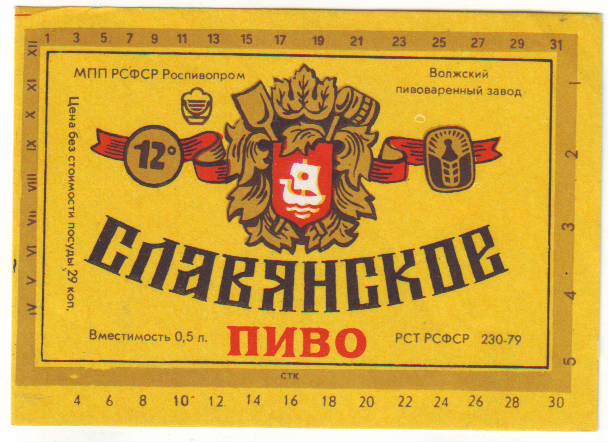 1 3 5 7 9 11 13 15 17 19 21 23 25 27 29 31
XII
XI
X
IX
VIII
VII
VI
V
IV
МПП РСФСР Роспивопром
Волжский
пивоваренный завод
Цена без стоимости посуды 29 коп.
12°
СЛАВЯНСКОЕ
ПИВО
Вместимость 0,5 л.
РСТ РСФСР 230-79
1
2
3
4
5
стк
4 6 7 8 10 12 14 18 20 22 24 26 28 30